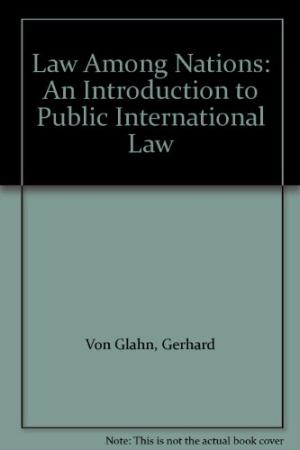 Law Among Nations:
An Introduction to
Public International
Law
Von Glahn, Gerhard
Note: This is not the actual book cover